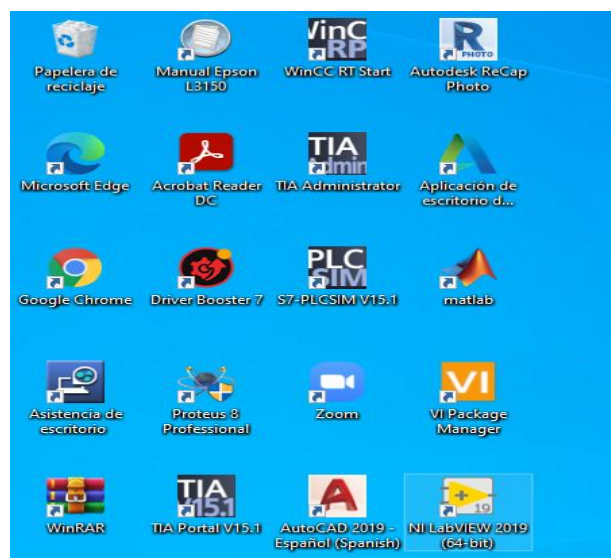 WinC
RP
PHOTO
Papelera de
reciclaje
Manual Epson
L3150
WinCC RT Start
Autodesk ReCap
Photo
TIA
Admin
Microsoft Edge
Acrobat Reader
DC
TIA Administrator
Aplicación de
escritorio d...
PLC
SIM
Google Chrome
Driver Booster 7
S7-PLCSIM V15.1
matlab
VI
Asistencia de
escritorio
Proteus 8
Professional
Zoom
VI Package
Manager
TIA
V15.1
19
WinRAR
TIA Portal V15.1
AutoCAD 2019 -
Español (Spanish)
NI LabVIEW 2019
(64-bit)